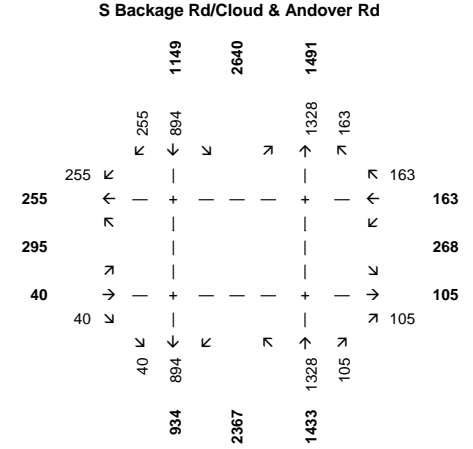 S Backage Rd/Cloud & Andover Rd
1149 2640 1491
255 894 1328 163
↙ ↓ ↘ ↗ ↑ ↖
255 ↙ | | ↖ 163
255 ← — + — — — + — ← 163
↖ | | ↙
295 | | 268
↗ | | ↘
40 → — + — — — + — → 105
40 ↘ | | ↗ 105
↘ ↓ ↙ ↖ ↑ ↗
40 894 1328 105
934 2367 1433